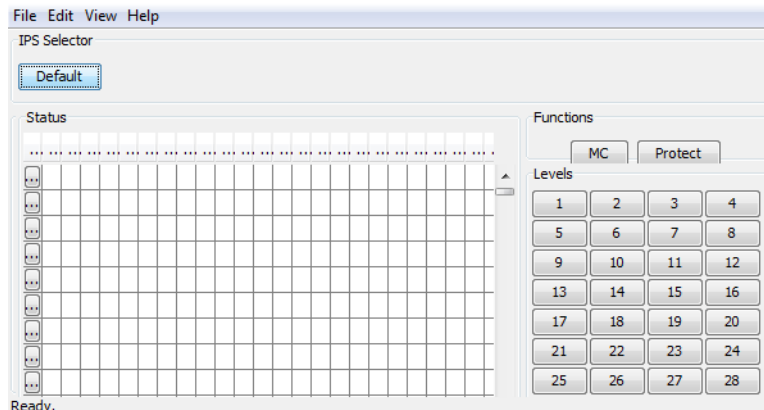 File Edit View Help
IPS Selector
Default
Status
Functions
MC Protect
... ... ... ... ... ... ... ... ... ... ... ... ... ... ... ... ... ... ... ... ... ... ... .
Levels
...
1 2 3 4
...
5 6 7 8
...
...
9 10 11 12
...
13 14 15 16
...
17 18 19 20
...
21 22 23 24
...
25 26 27 28
...
Ready.